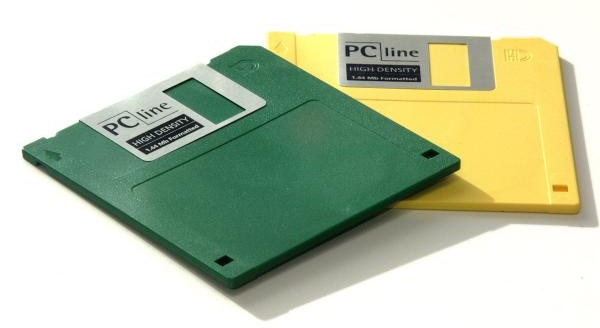 PC line
HIGH DENSITY
1.44 Mb Formatted
PC line
HIGH DENSITY
1.44 Mb Formatted
HD